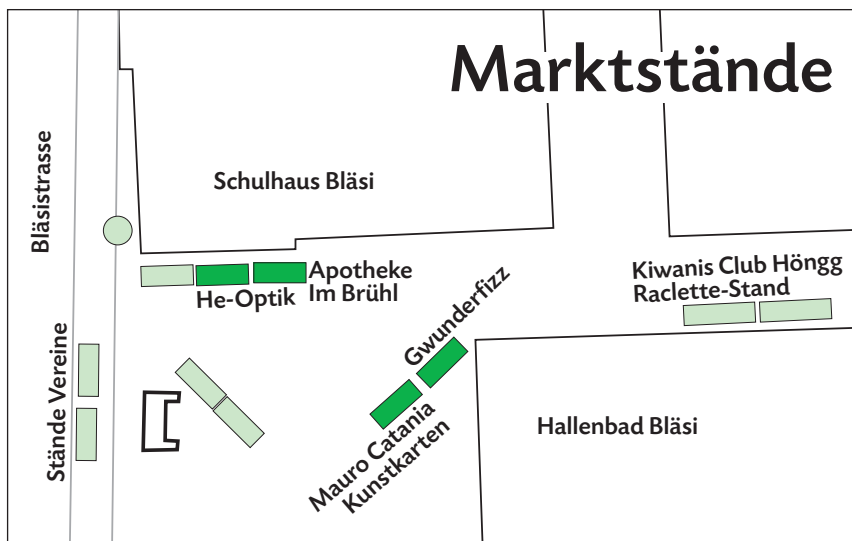 Marktstände
Bläsistrasse
Schulhaus Bläsi
Apotheke
Im Brühl
He-Optik
Kiwanis Club Höngg
Raclette-Stand
Gwunderfizz
Stände Vereine
Mauro Catania
Kunstkarten
Hallenbad Bläsi